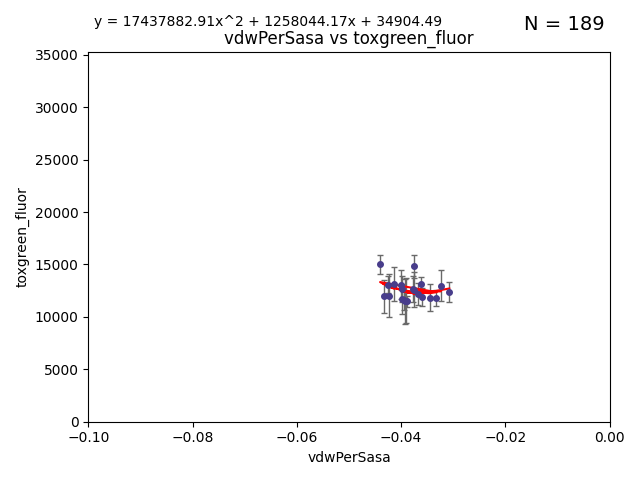 y = 17437882.91x^2 + 1258044.17x + 34904.49
N = 189
vdwPerSasa vs toxgreen_fluor
35000
30000
25000
20000
15000
10000
5000
0
toxgreen_fluor
−0.10 −0.08 −0.06 −0.04 −0.02 0.00
vdwPerSasa